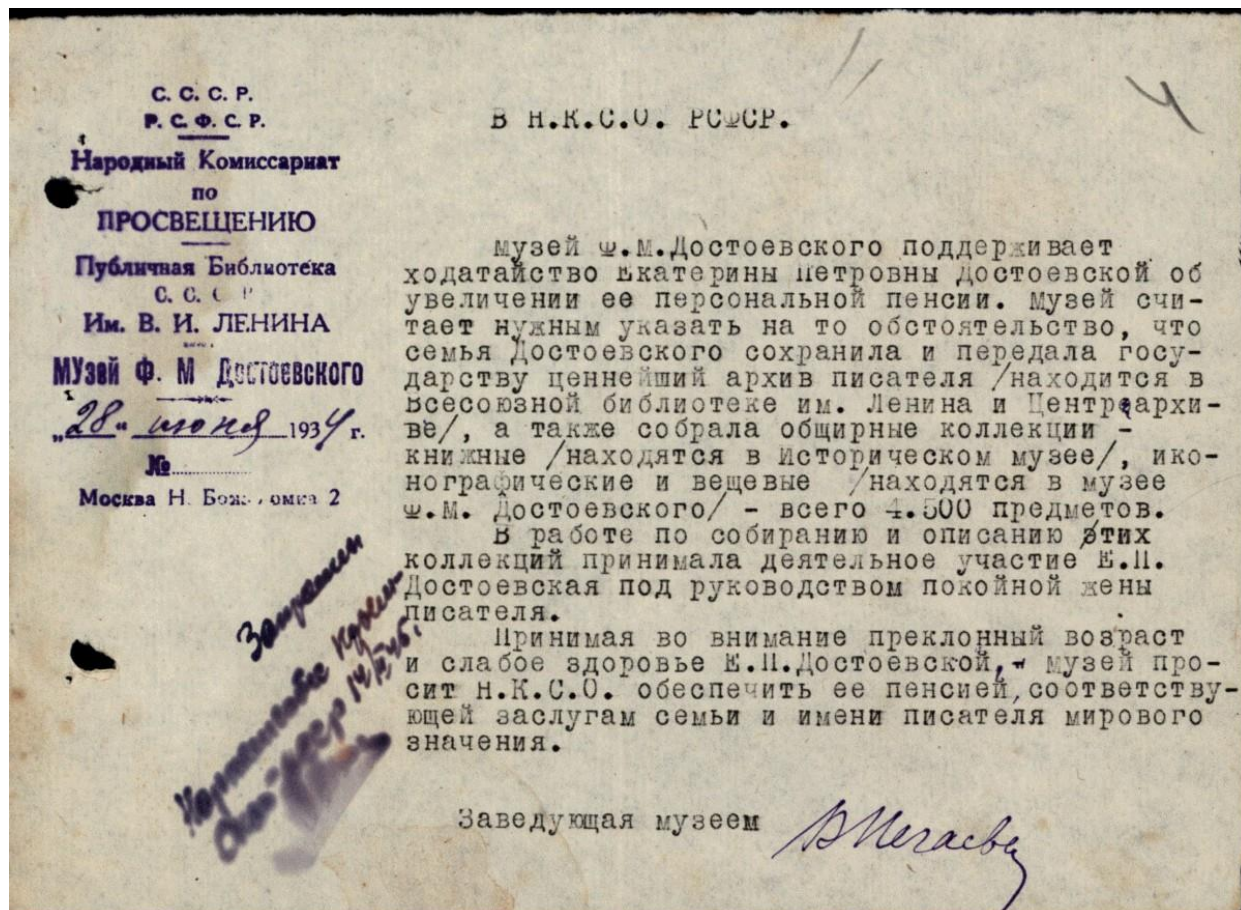 4
С. С. С. Р.
Р. С. Ф. С. Р.
Народный Комиссариат
по
ПРОСВЕЩЕНИЮ
Публичная Библиотека
С. С. С Р
Им. В. И. ЛЕНИНА
МУЗЕЙ Ф. М ДОСТОЕВСКОГО
„28" июня 1934 г.
№
Москва Н. 2
В Н.К.С.О. РСФСР.
Музей Ф.М.Достоевского поддерживает
ходатайство Екатерины Петровны Достоевской об
увеличении ее персональной пенсии. Музей счи-
тает нужным указать на то обстоятельство, что
семья Достоевского сохранила и передала госу-
дарству ценнейший архив писателя /находится в
Всесоюзной библиотеке им. Ленина и Центрархи-
ве/, а также собрала общирные коллекции -
книжные /находятся в Историческом музее/, ико-
нографические и вещевые /находятся в музее
Ф.М. Достоевского/ - всего 4.500 предметов.
В работе по собиранию и описанию этих
коллекций принимала деятельное участие Е.П.
Достоевская под руководством покойной жены
писателя.
Принимая во внимание преклонный возраст
и слабое здоровье Е.П.Достоевской, - музей про-
сит Н.К.С.О. обеспечить ее пенсией,соответству-
ющей заслугам семьи и имени писателя мирового
значения.
Заведующая музеем
В Нечаева